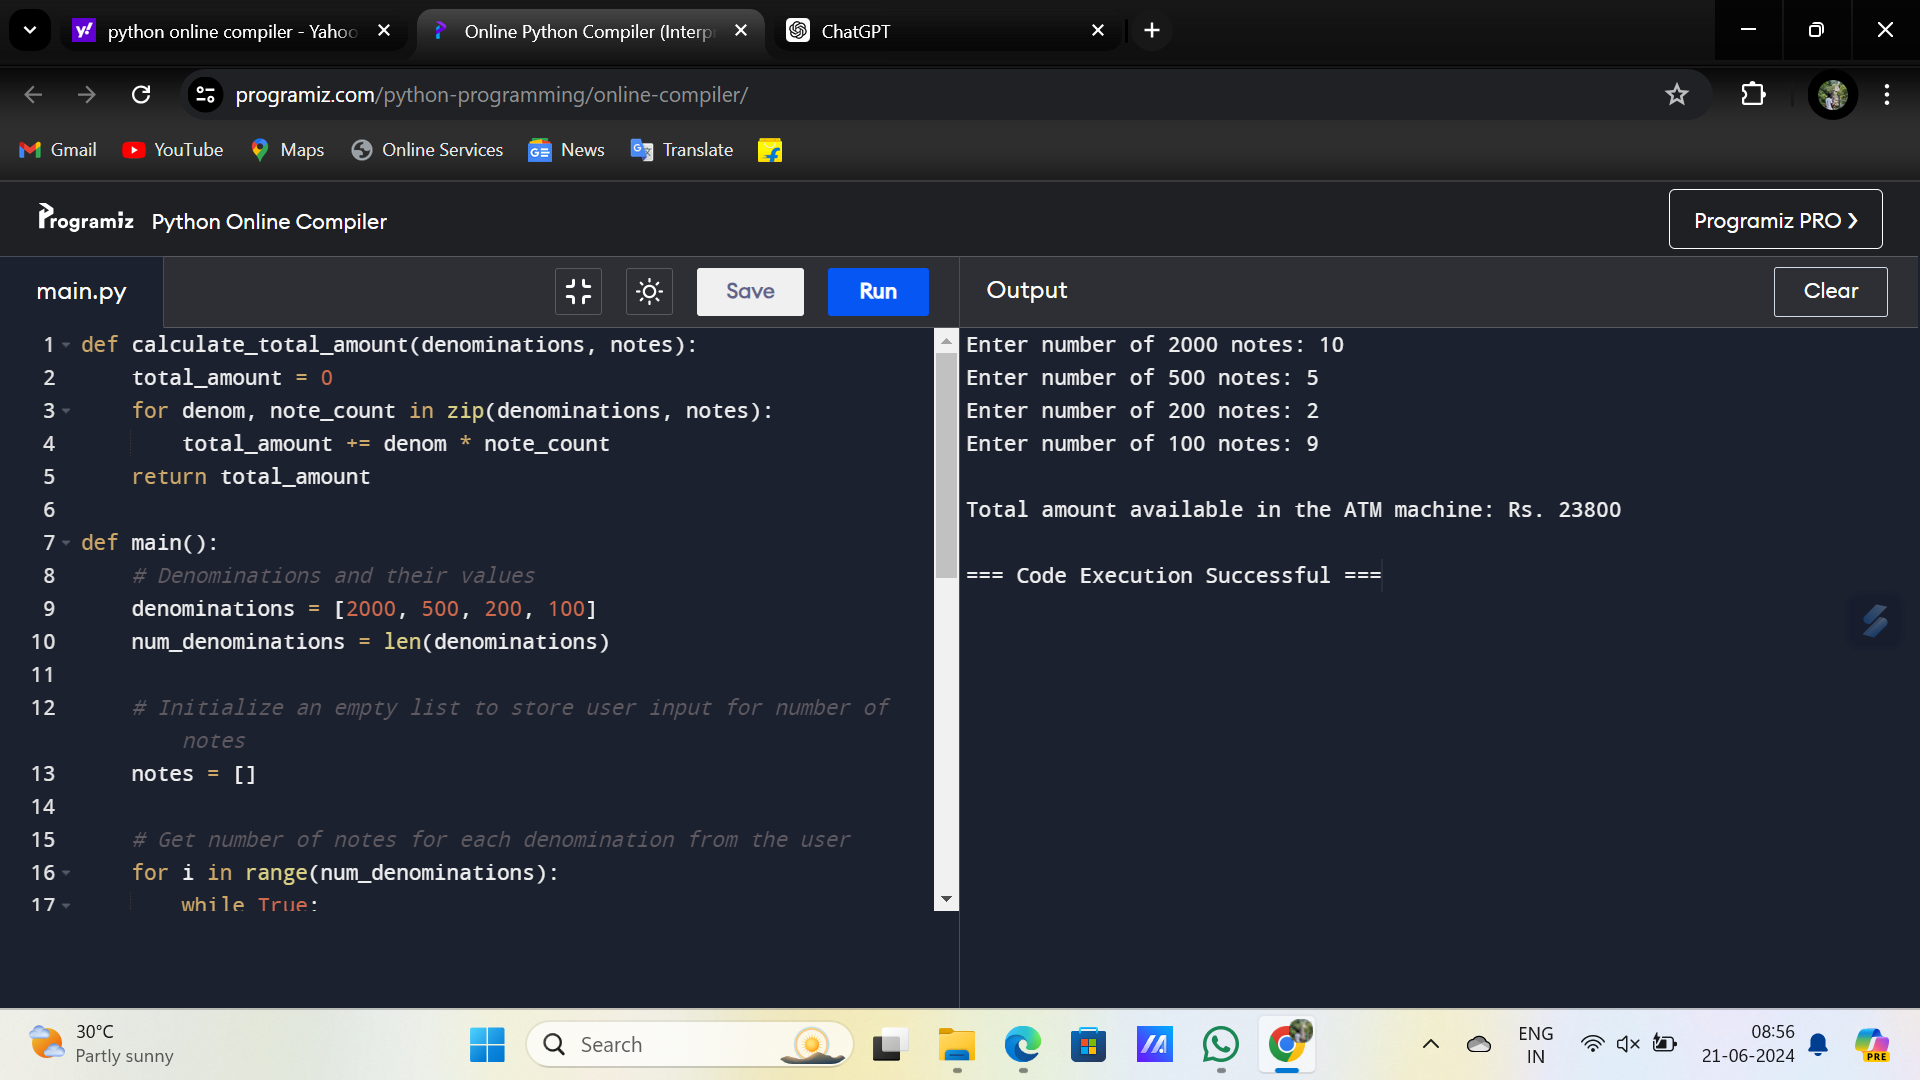 python online compiler - Yahoo
Online Python Compiler (Interp
ChatGPT
programiz.com/python-programming/online-compiler/
Gmail
YouTube
Maps
Online Services
News
Translate
Programiz Python Online Compiler
Programiz PRO ❯
main.py
Save
Run
Output
Clear
1 def calculate_total_amount(denominations, notes):
2     total_amount = 0
3     for denom, note_count in zip(denominations, notes):
4         total_amount += denom * note_count
5     return total_amount
6
7 def main():
8     # Denominations and their values
9     denominations = [2000, 500, 200, 100]
10     num_denominations = len(denominations)
11
12     # Initialize an empty list to store user input for number of
        notes
13     notes = []
14
15     # Get number of notes for each denomination from the user
16     for i in range(num_denominations):
17         while True:
Enter number of 2000 notes: 10
Enter number of 500 notes: 5
Enter number of 200 notes: 2
Enter number of 100 notes: 9
Total amount available in the ATM machine: Rs. 23800
=== Code Execution Successful ===
30°C
Partly sunny
Search
ENG
IN
08:56
21-06-2024
PRE